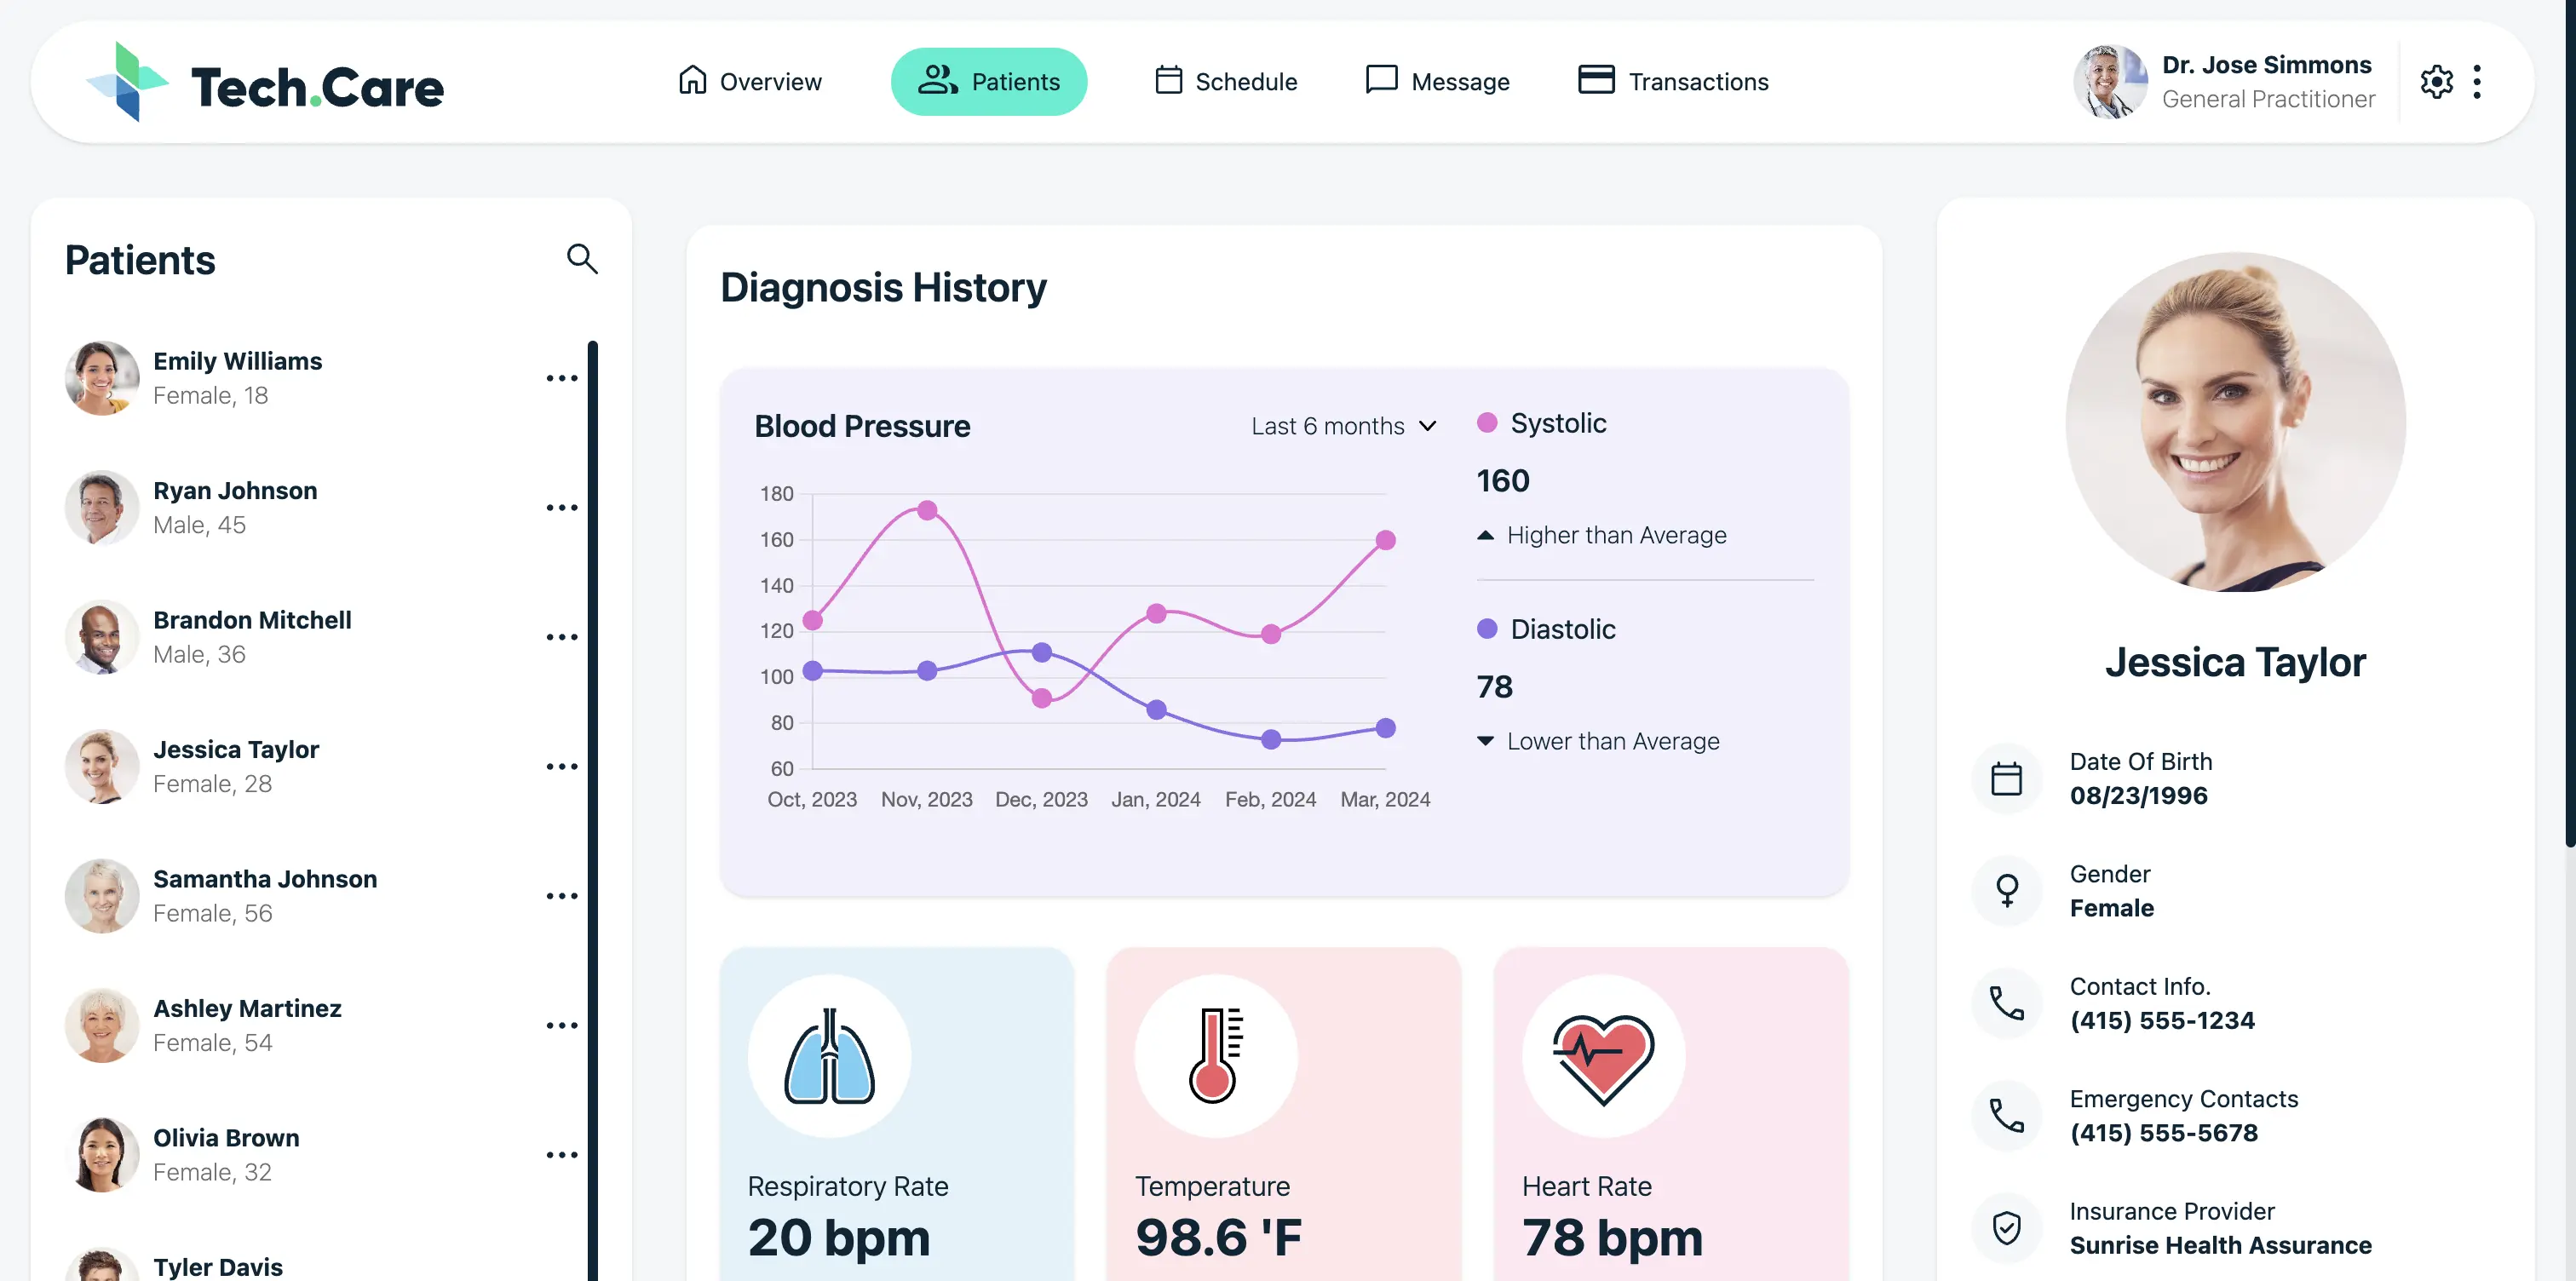 Tech.Care
Overview
Patients
Schedule
Message
Transactions
Dr. Jose Simmons
General Practitioner
Patients
Emily Williams
Female, 18
Ryan Johnson
Male, 45
Brandon Mitchell
Male, 36
Jessica Taylor
Female, 28
Samantha Johnson
Female, 56
Ashley Martinez
Female, 54
Olivia Brown
Female, 32
Tyler Davis
Diagnosis History
Blood Pressure
Last 6 months
180
160
140
120
100
80
60
Oct, 2023
Nov, 2023
Dec, 2023
Jan, 2024
Feb, 2024
Mar, 2024
Systolic
160
Higher than Average
Diastolic
78
Lower than Average
Respiratory Rate
20 bpm
Temperature
98.6 'F
Heart Rate
78 bpm
Jessica Taylor
Date Of Birth
08/23/1996
Gender
Female
Contact Info.
(415) 555-1234
Emergency Contacts
(415) 555-5678
Insurance Provider
Sunrise Health Assurance